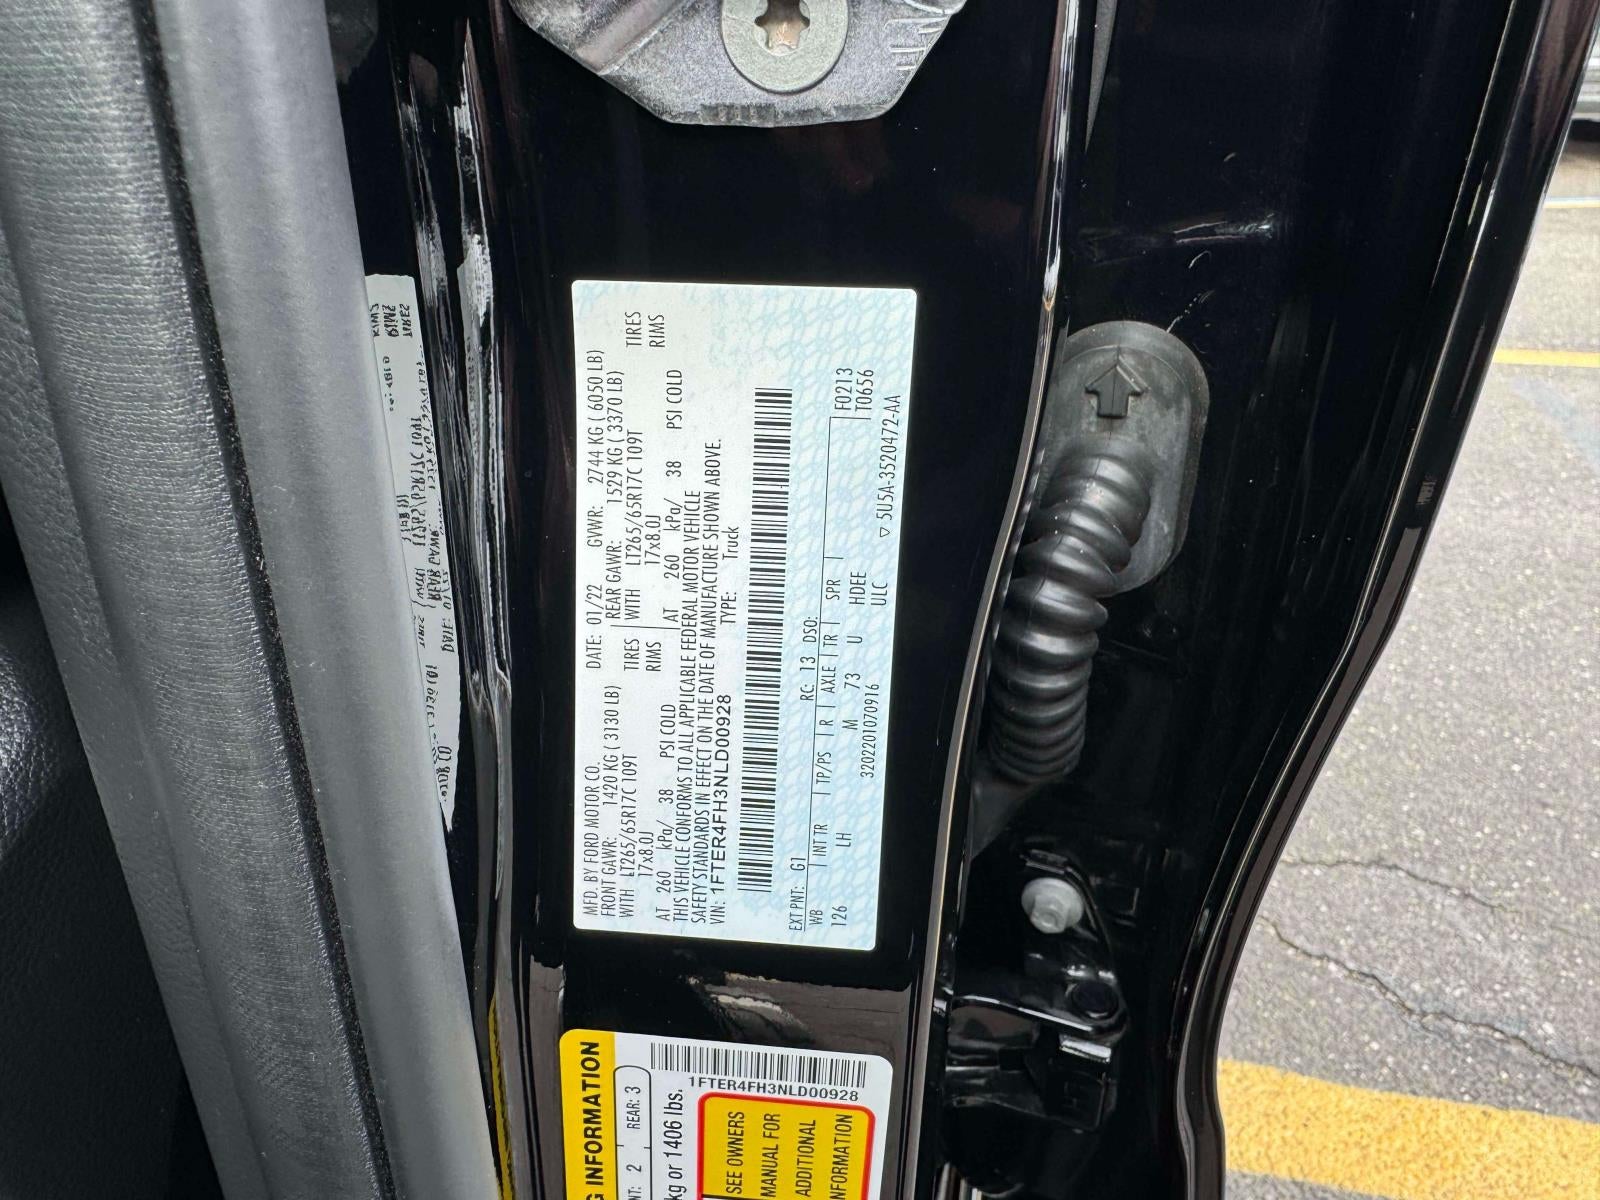 MFD. BY FORD MOTOR CO. DATE: 01/22 GVWR: 2744 KG ( 6050 LB)
FRONT GAWR: 1420 KG ( 3130 LB) REAR GAWR: 1529 KG ( 3370 LB)
WITH LT265/65R17C 109T TIRES WITH LT265/65R17C 109T TIRES
17x8.0J RIMS 17x8.0J RIMS
AT 260 kPa/ 38 PSI COLD AT 260 kPa/ 38 PSI COLD
THIS VEHICLE CONFORMS TO ALL APPLICABLE FEDERAL MOTOR VEHICLE
SAFETY STANDARDS IN EFFECT ON THE DATE OF MANUFACTURE SHOWN ABOVE.
VIN: 1FTER4FH3NLD00928 TYPE: Truck
EXT PNT: G1 RC: 13 DSO: F0213
WB INT TR TP/PS R AXLE TR SPR T0656
126 LH M 73 U HDEE
320220107091​6 ULC
▽ 5U5A-3520472-AA
G INFORMATION
NT: 2 REAR: 3
kg or 1406 lbs.
1FTER4FH3NLD00928
SEE OWNERS
MANUAL FOR
ADDITIONAL
INFORMATION